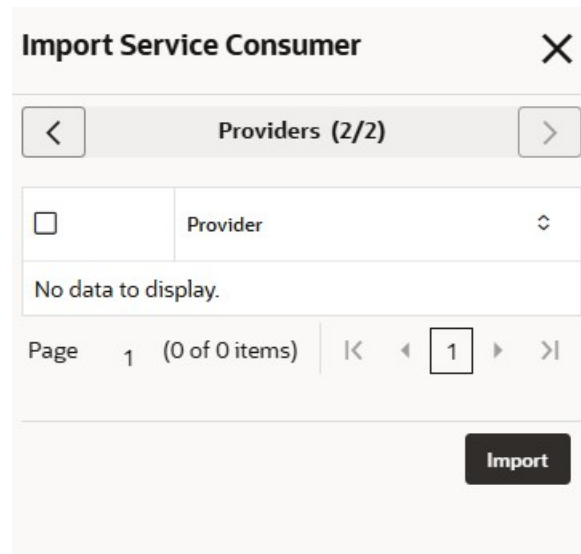 Import Service Consumer
Providers (2/2)
Provider
No data to display.
Page 1 (0 of 0 items) 1
Import